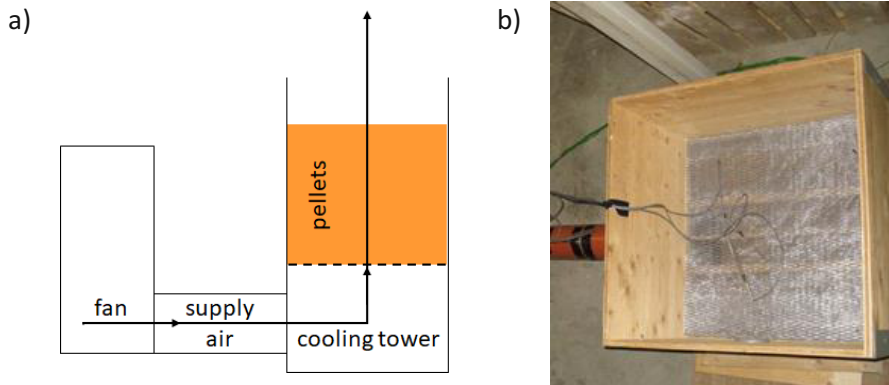 a)
b)
pellets
fan
supply
air
cooling tower